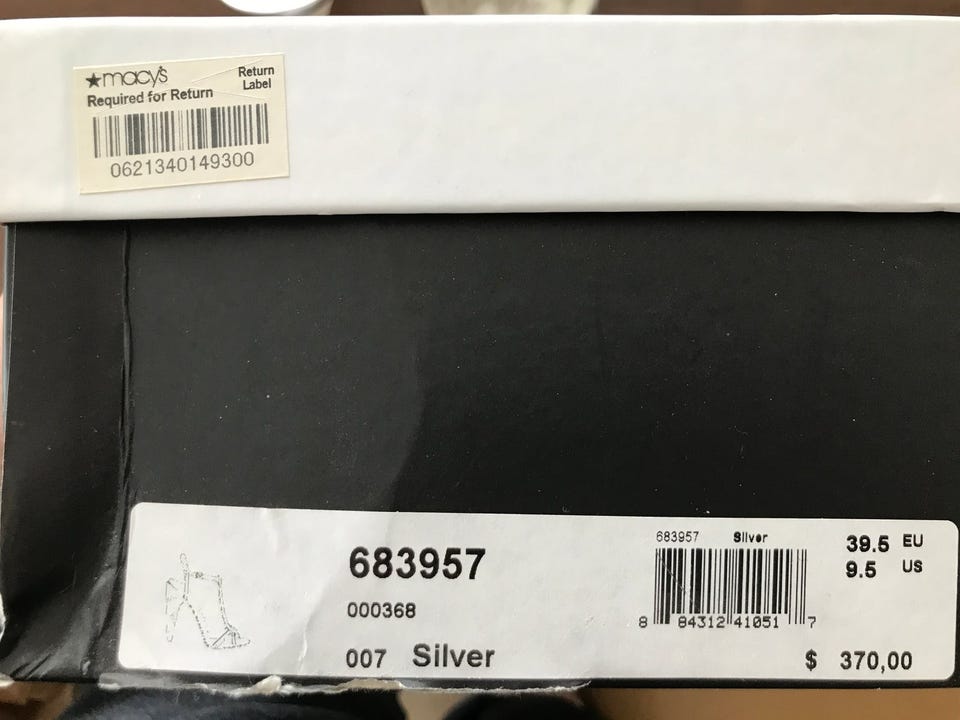 ★macy's Return
Required for Return Label
0621340149300
683957
000368
007 Silver
683957 Silver
8 84312 41051 7
39.5 EU
9.5 US
$ 370,00